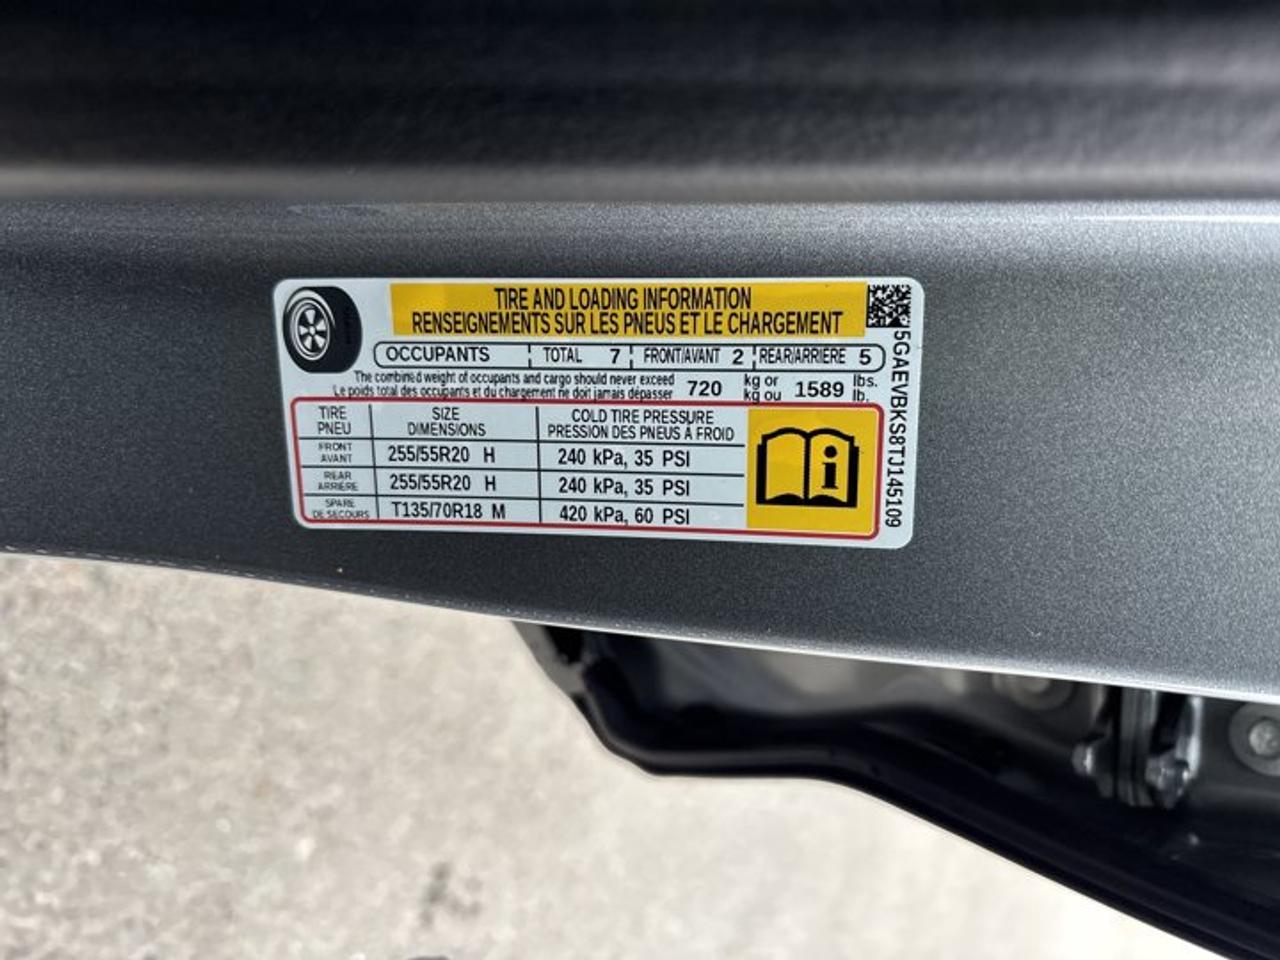 TIRE AND LOADING INFORMATION
RENSEIGNEMENTS SUR LES PNEUS ET LE CHARGEMENT
OCCUPANTS TOTAL 7 FRONT/AVANT 2 REAR/ARRIÈRE 5
The combined weight of occupants and cargo should never exceed 720 kg or 1589 lbs.
Le poids total des occupants et du chargement ne doit jamais dépasser kg ou lb.
TIRE SIZE COLD TIRE PRESSURE
PNEU DIMENSIONS PRESSION DES PNEUS À FROID
FRONT
AVANT 255/55R20 H 240 kPa, 35 PSI
REAR
ARRIÈRE 255/55R20 H 240 kPa, 35 PSI
SPARE
DE SECOURS T135/70R18 M 420 kPa, 60 PSI
i
5GAEVBKS8TJ145109